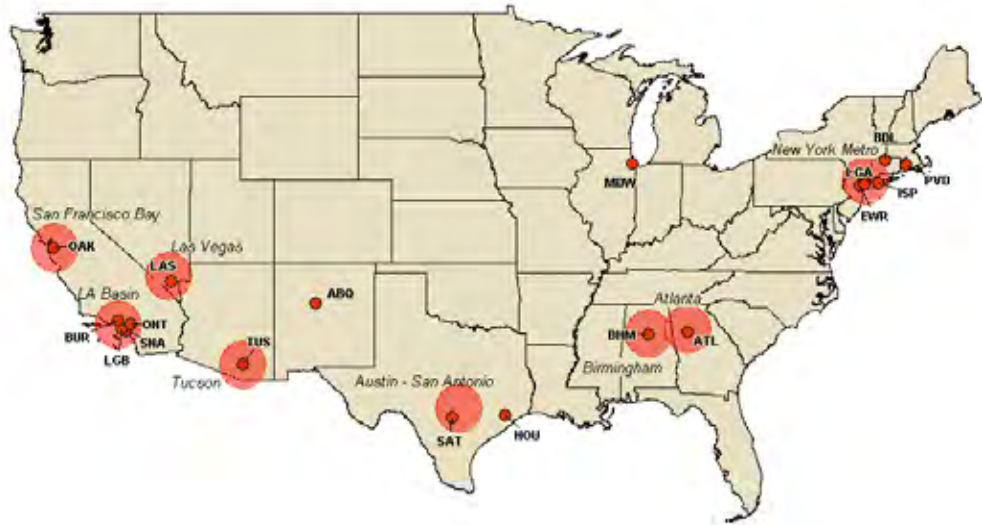 BDL
New York Metro
MDW
LGA
PVD
ISP
EWR
San Francisco Bay
OAK
Las Vegas
LAS
LA Basin
ABQ
Atlanta
BUR
ONT
SNA
LGB
TUS
BHM
ATL
Tucson
Austin - San Antonio
Birmingham
SAT
HOU